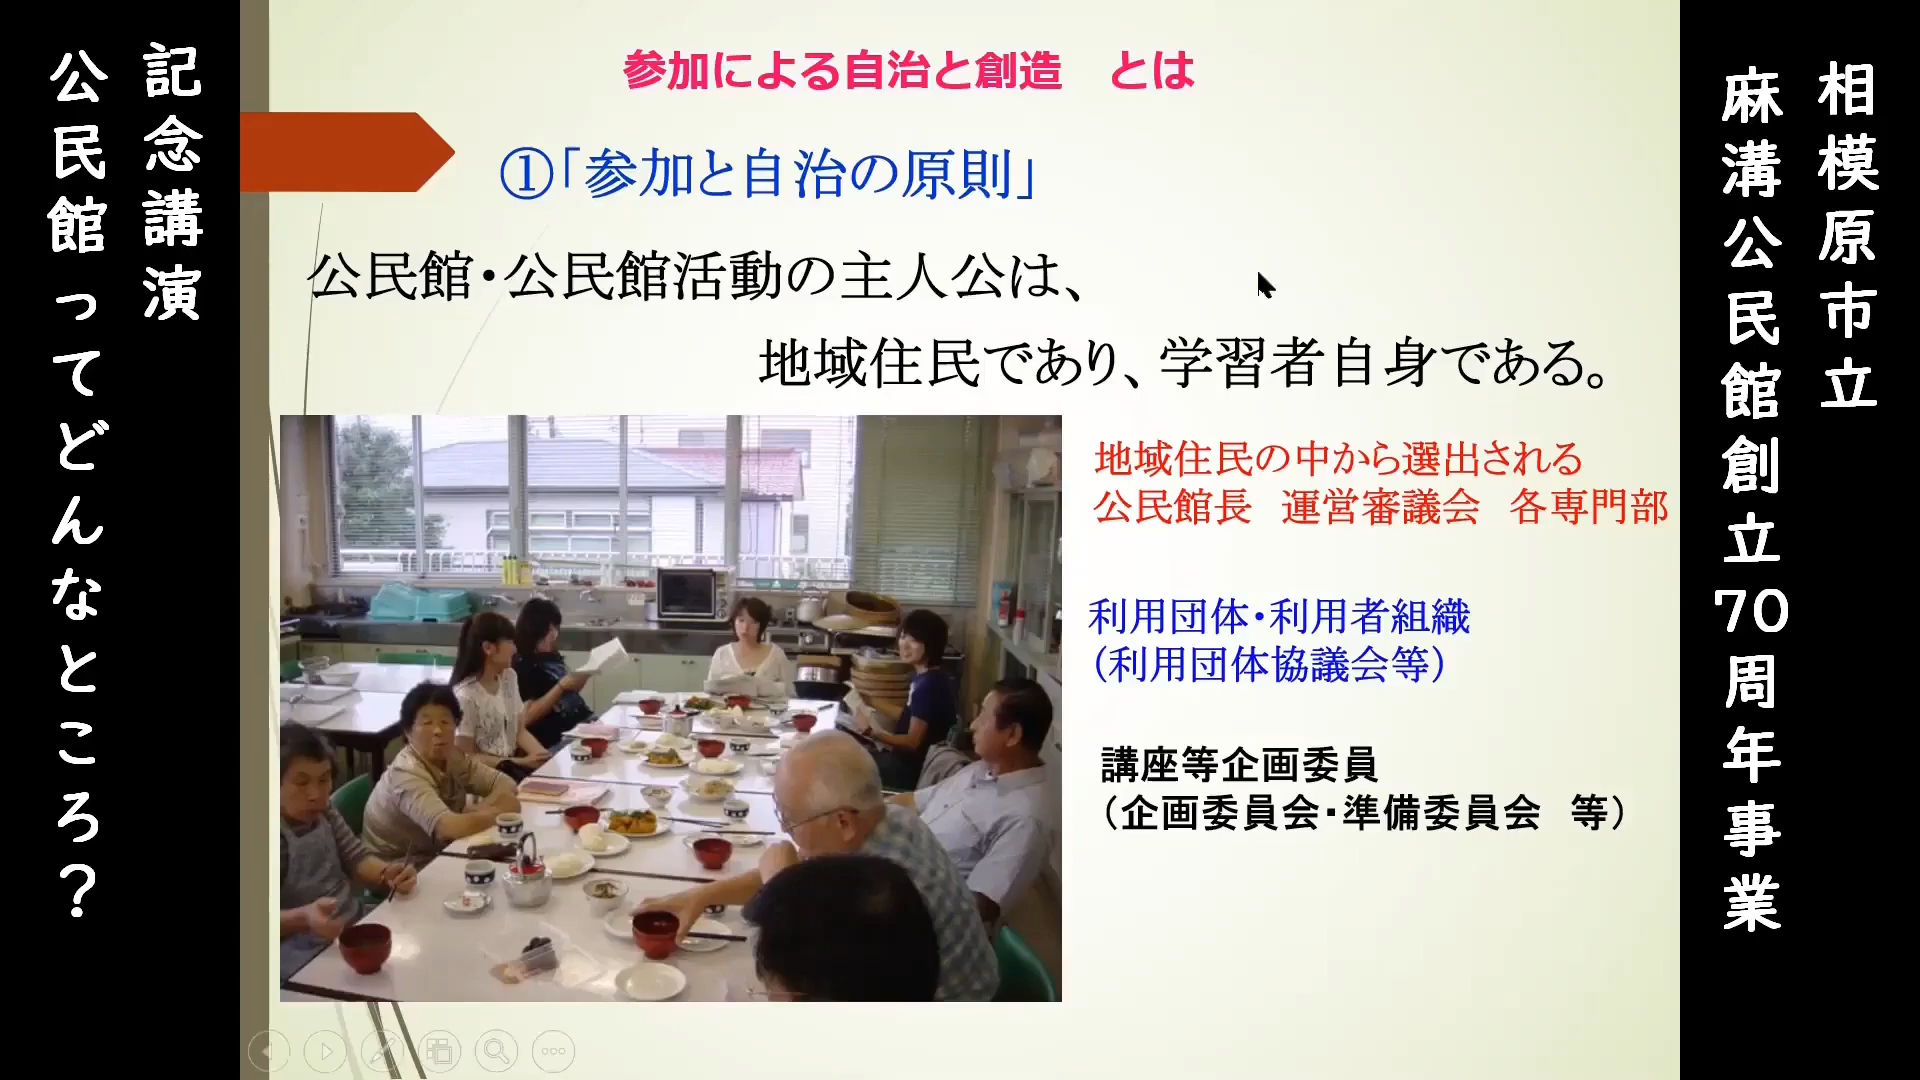 相模原市立
麻溝公民館創立70周年事業
記念講演
公民館ってどんなところ？
参加による自治と創造　とは
①「参加と自治の原則」
公民館・公民館活動の主人公は、
地域住民であり、学習者自身である。
地域住民の中から選出される
公民館長　運営審議会　各専門部
利用団体・利用者組織
（利用団体協議会等）
講座等企画委員
（企画委員会・準備委員会　等）